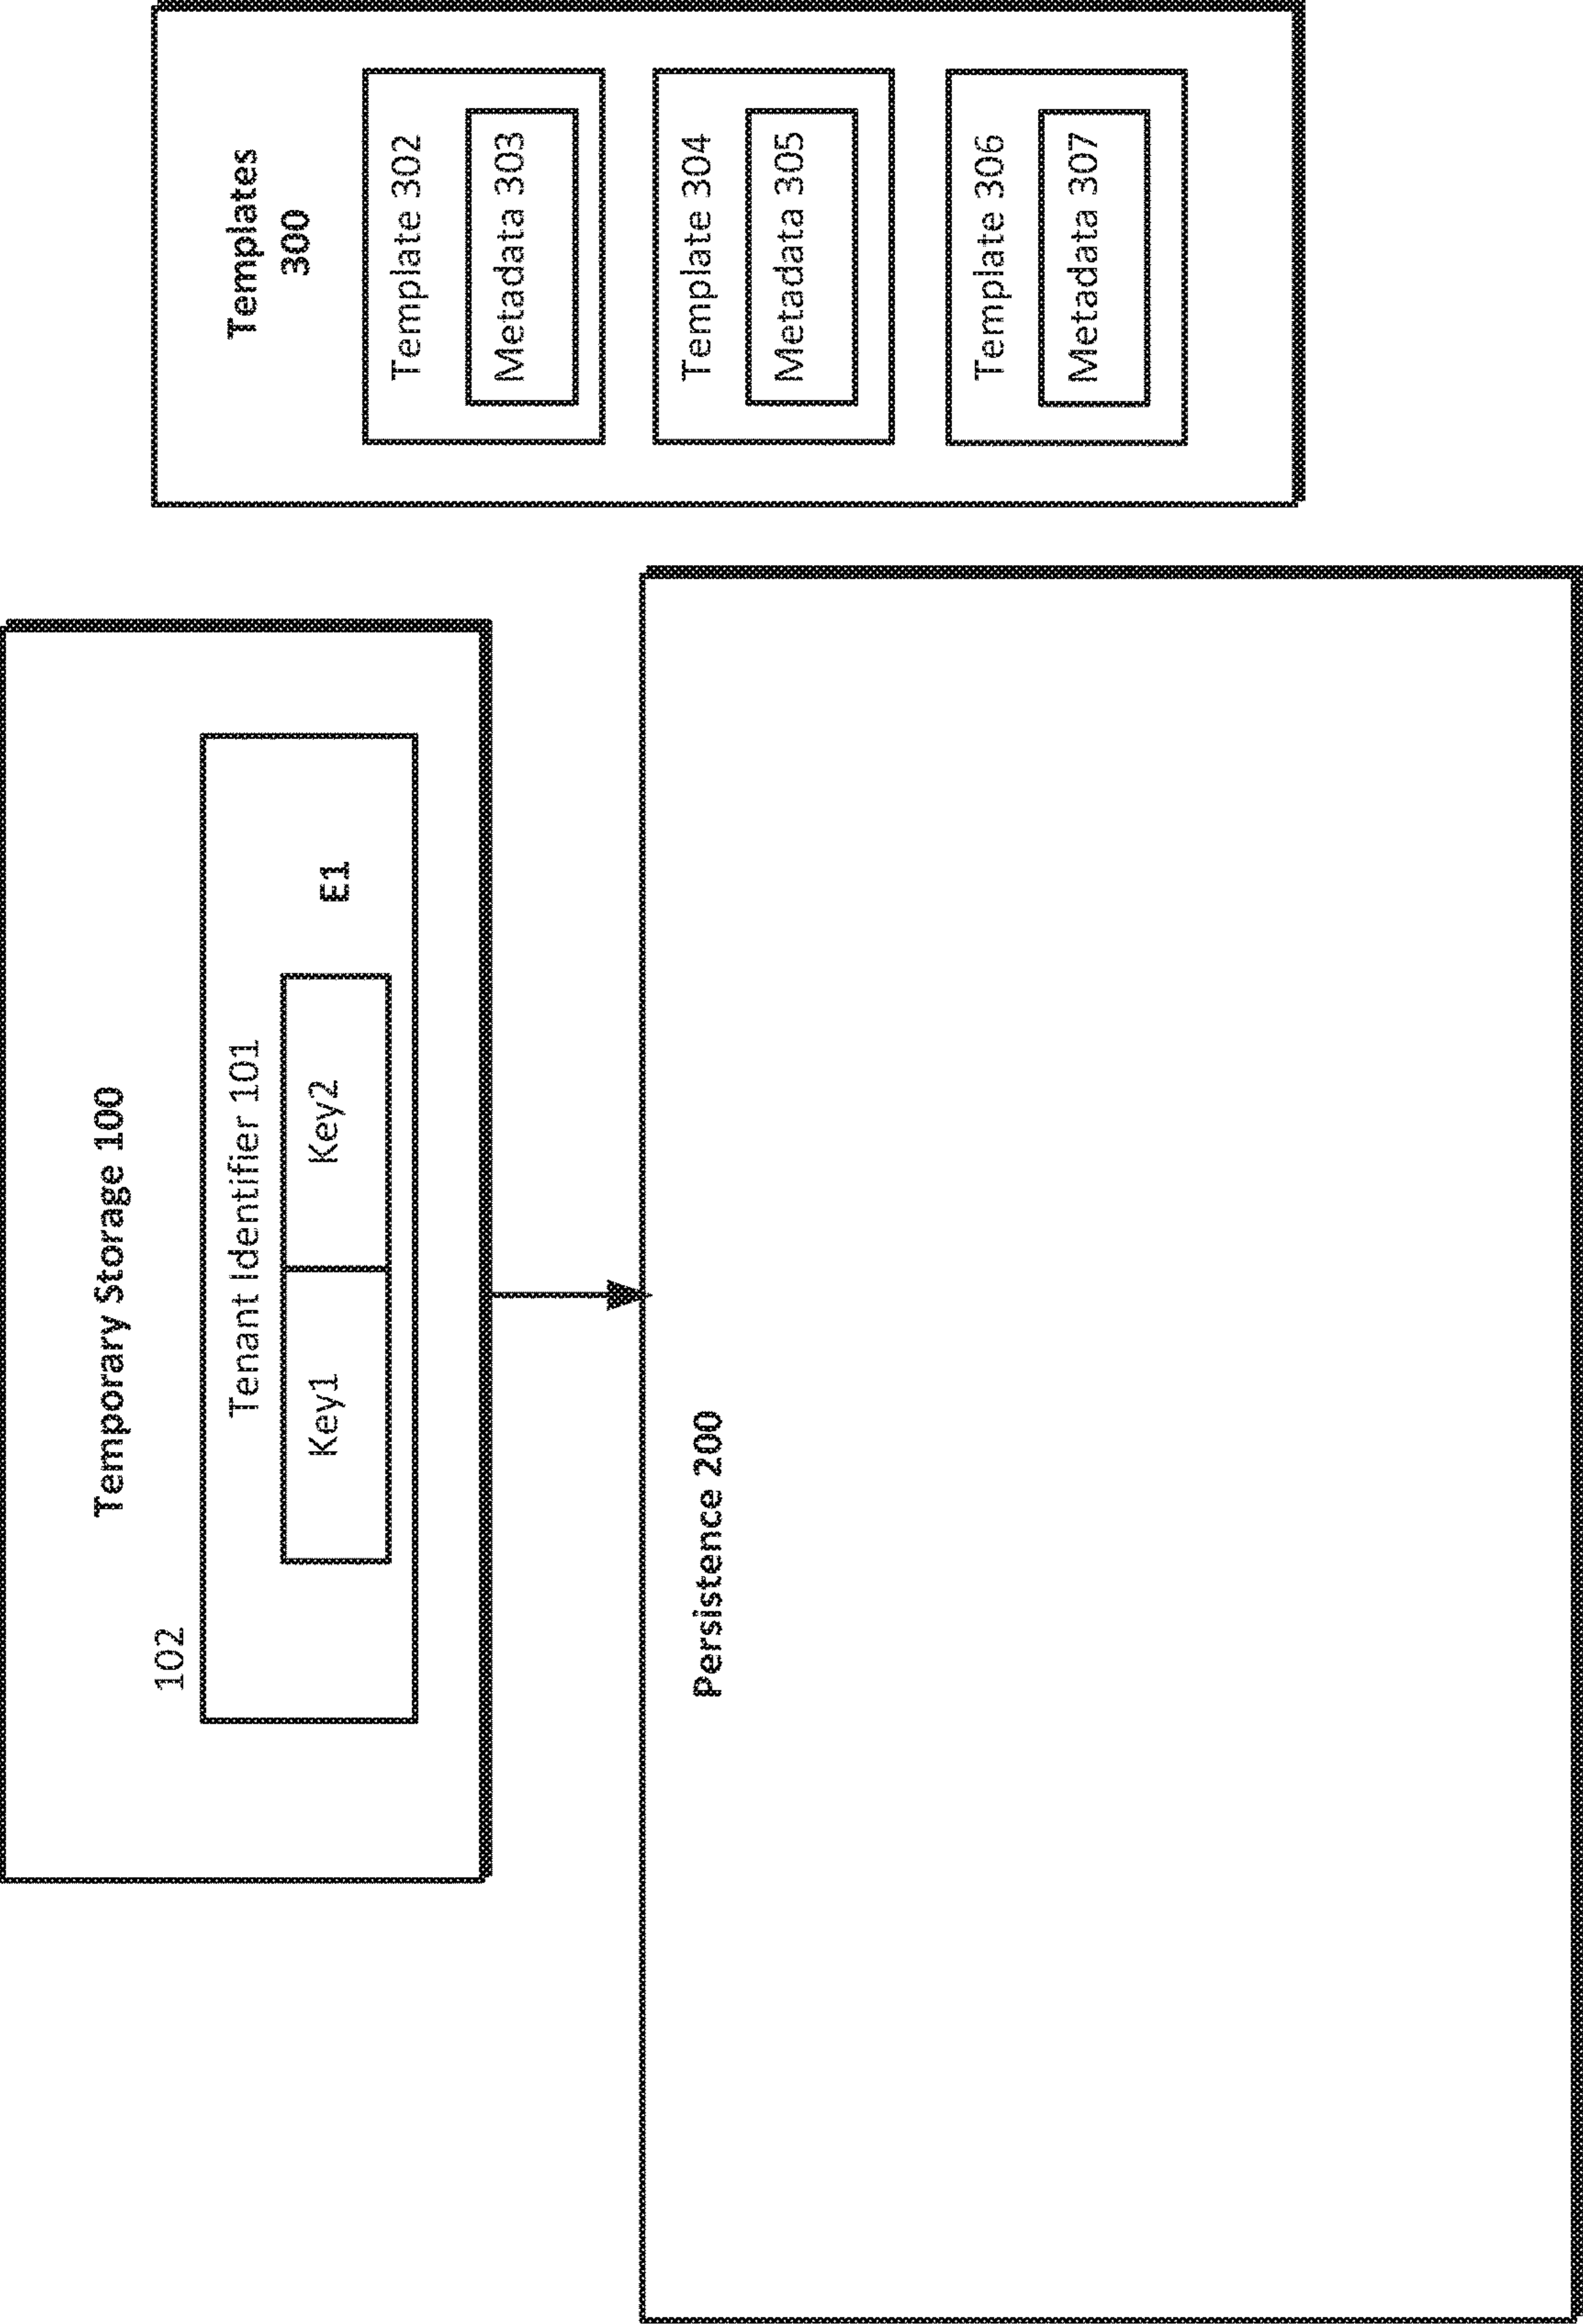 Temporary Storage 100
102
Tenant Identifier 101
Key1
Key2
E1
Persistence 200
Templates
300
Template 302
Metadata 303
Template 304
Metadata 305
Template 306
Metadata 307